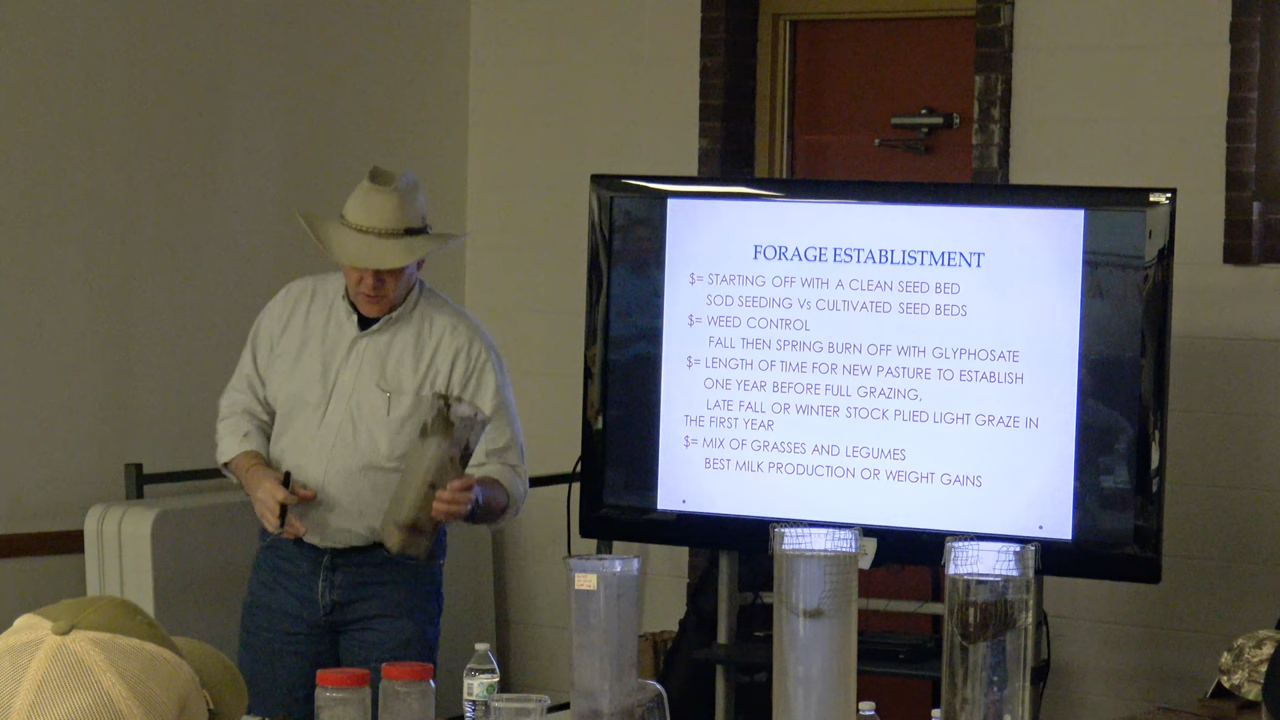 FORAGE ESTABLISTMENT
$= STARTING OFF WITH A CLEAN SEED BED
SOD SEEDING Vs CULTIVATED SEED BEDS
$= WEED CONTROL
FALL THEN SPRING BURN OFF WITH GLYPHOSATE
$= LENGTH OF TIME FOR NEW PASTURE TO ESTABLISH
ONE YEAR BEFORE FULL GRAZING,
LATE FALL OR WINTER STOCK PLIED LIGHT GRAZE IN
THE FIRST YEAR
$= MIX OF GRASSES AND LEGUMES
BEST MILK PRODUCTION OR WEIGHT GAINS